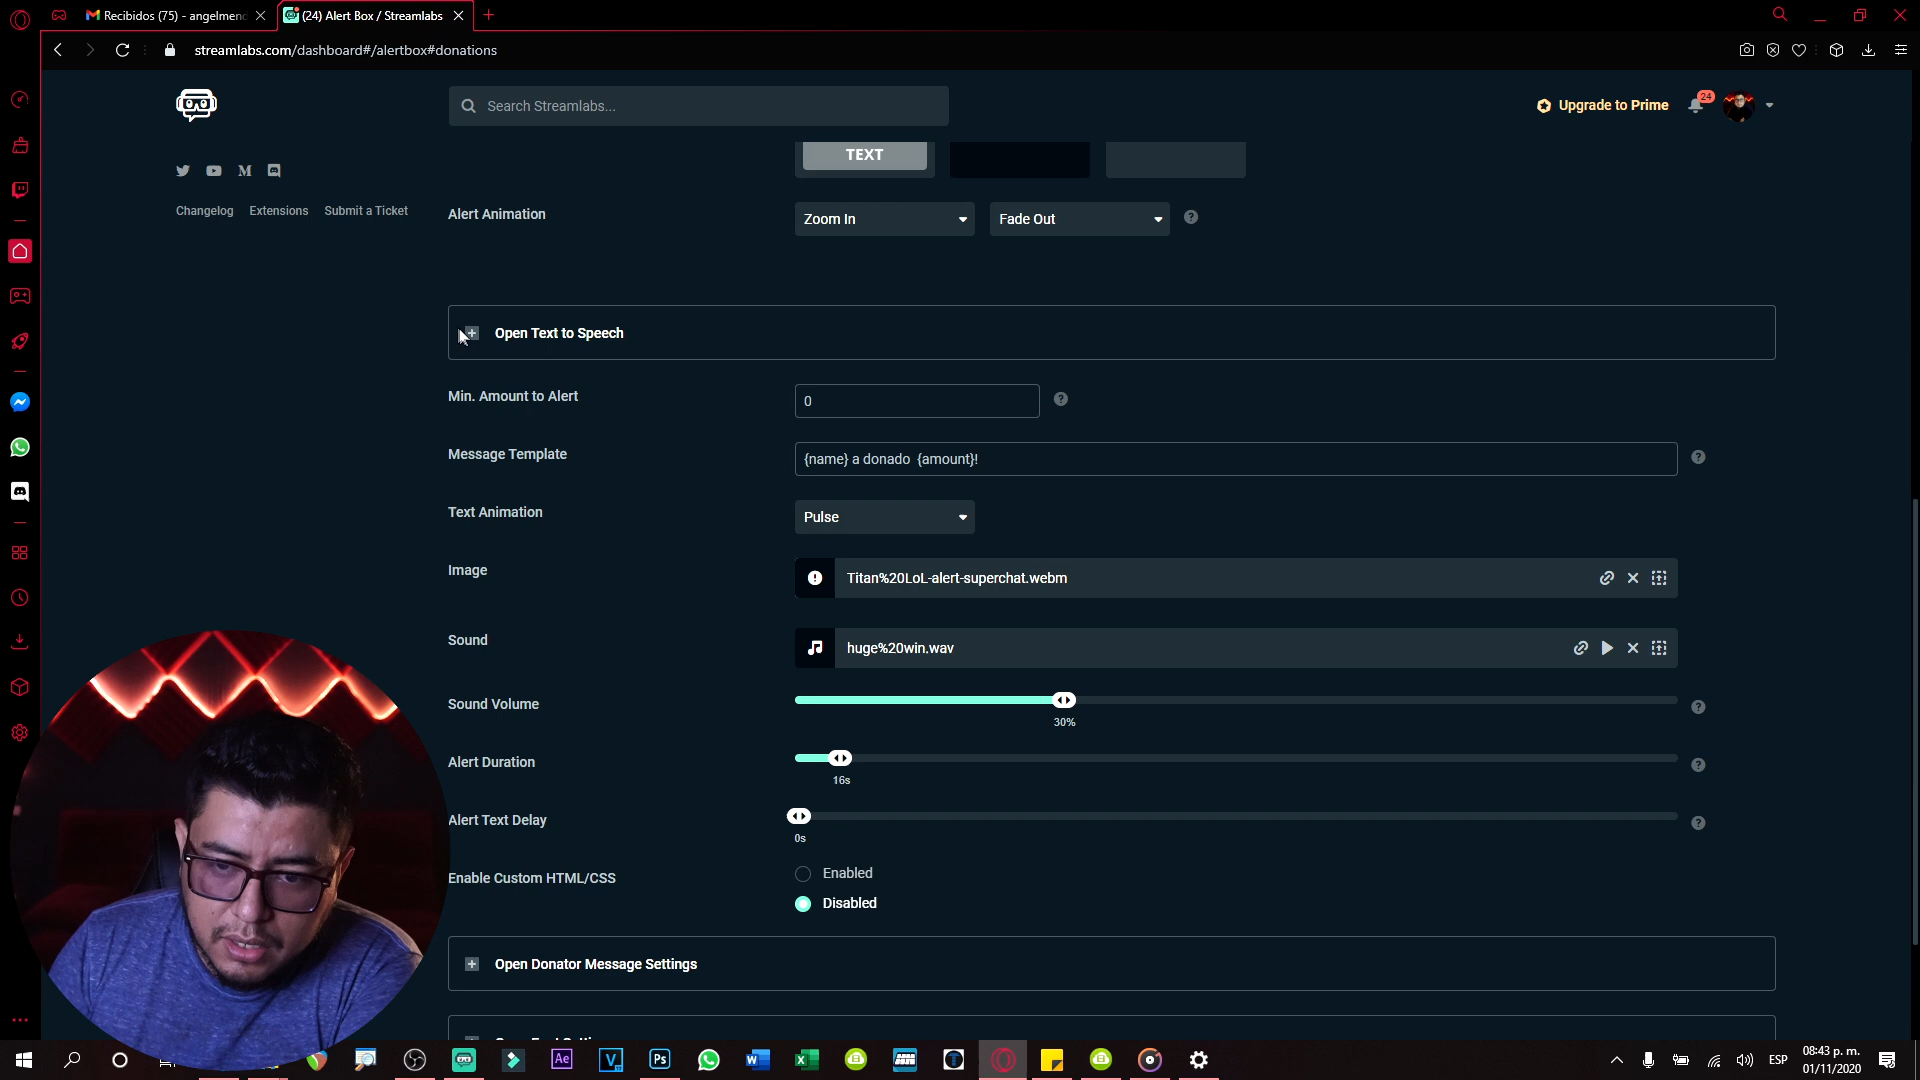 Recibidos (75) - angelmen
(24) Alert Box / Streamlabs
streamlabs.com/dashboard#/alertbox#donations
Search Streamlabs...
Upgrade to Prime
24
TEXT
Changelog Extensions Submit a Ticket
Alert Animation
Zoom In
Fade Out
Open Text to Speech
Min. Amount to Alert
0
Message Template
{name} a donado {amount}!
Text Animation
Pulse
Image
Titan%20LoL-alert-superchat.webm
Sound
huge%20win.wav
Sound Volume
30%
Alert Duration
16s
Alert Text Delay
0s
Enable Custom HTML/CSS
Enabled
Disabled
Open Donator Message Settings
ESP
08:43 p. m.
01/11/2020